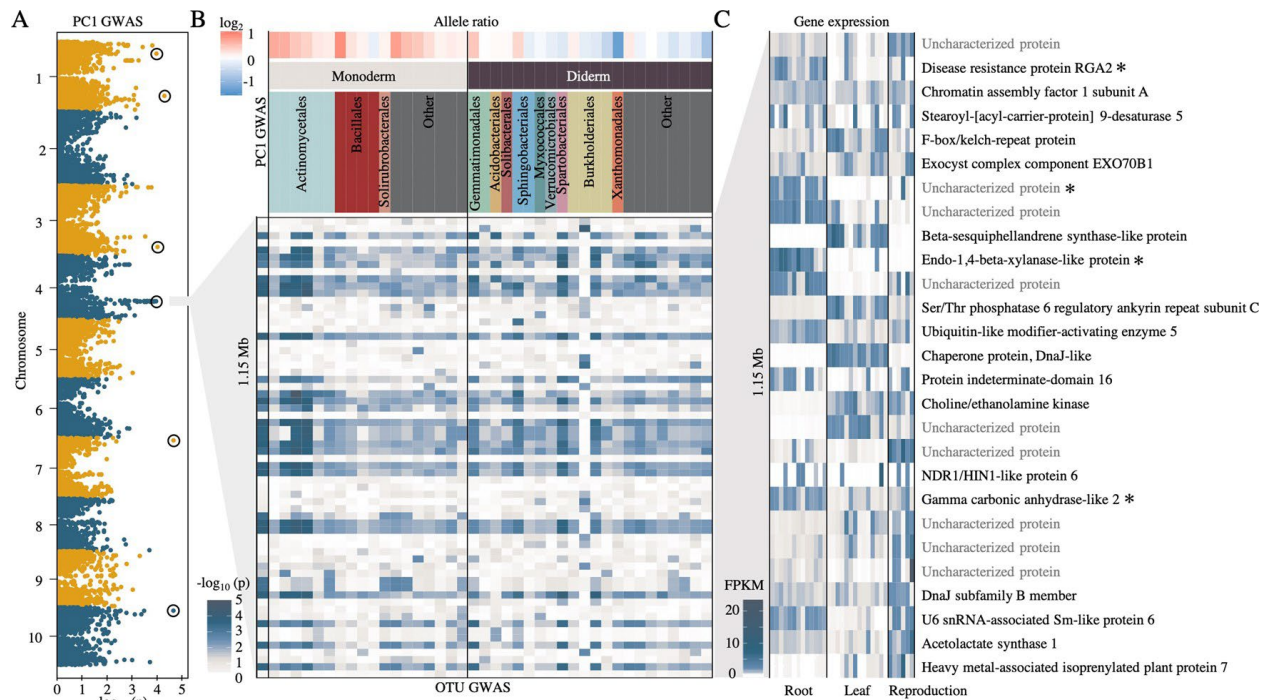 A
PC1 GWAS
Chromosome
1
2
3
4
5
6
7
8
9
10
0 1 2 3 4 5
B
Allele ratio
log2
1
0
-1
Monoderm
Diderm
PC1 GWAS
Actinomycetales
Bacillales
Solirubrobacterales
Other
Gemmatimonadales
Acidobacteriales
Solibacterales
Sphingobacteriales
Myxococcales
Verrucomicrobiales
Spartobacteriales
Burkholderiales
Xanthomonadales
Other
1.15 Mb
-log10 (p)
5
4
3
2
1
0
OTU GWAS
C
Gene expression
1.15 Mb
Uncharacterized protein
Disease resistance protein RGA2 *
Chromatin assembly factor 1 subunit A
Stearoyl-[acyl-carrier-protein] 9-desaturase 5
F-box/kelch-repeat protein
Exocyst complex component EXO70B1
Uncharacterized protein *
Uncharacterized protein
Beta-sesquiphellandrene synthase-like protein
Endo-1,4-beta-xylanase-like protein *
Uncharacterized protein
Ser/Thr phosphatase 6 regulatory ankyrin repeat subunit C
Ubiquitin-like modifier-activating enzyme 5
Chaperone protein, DnaJ-like
Protein indeterminate-domain 16
Choline/ethanolamine kinase
Uncharacterized protein
Uncharacterized protein
NDR1/HIN1-like protein 6
Gamma carbonic anhydrase-like 2 *
Uncharacterized protein
Uncharacterized protein
Uncharacterized protein
DnaJ subfamily B member
U6 snRNA-associated Sm-like protein 6
Acetolactate synthase 1
Heavy metal-associated isoprenylated plant protein 7
FPKM
20
10
0
Root Leaf Reproduction